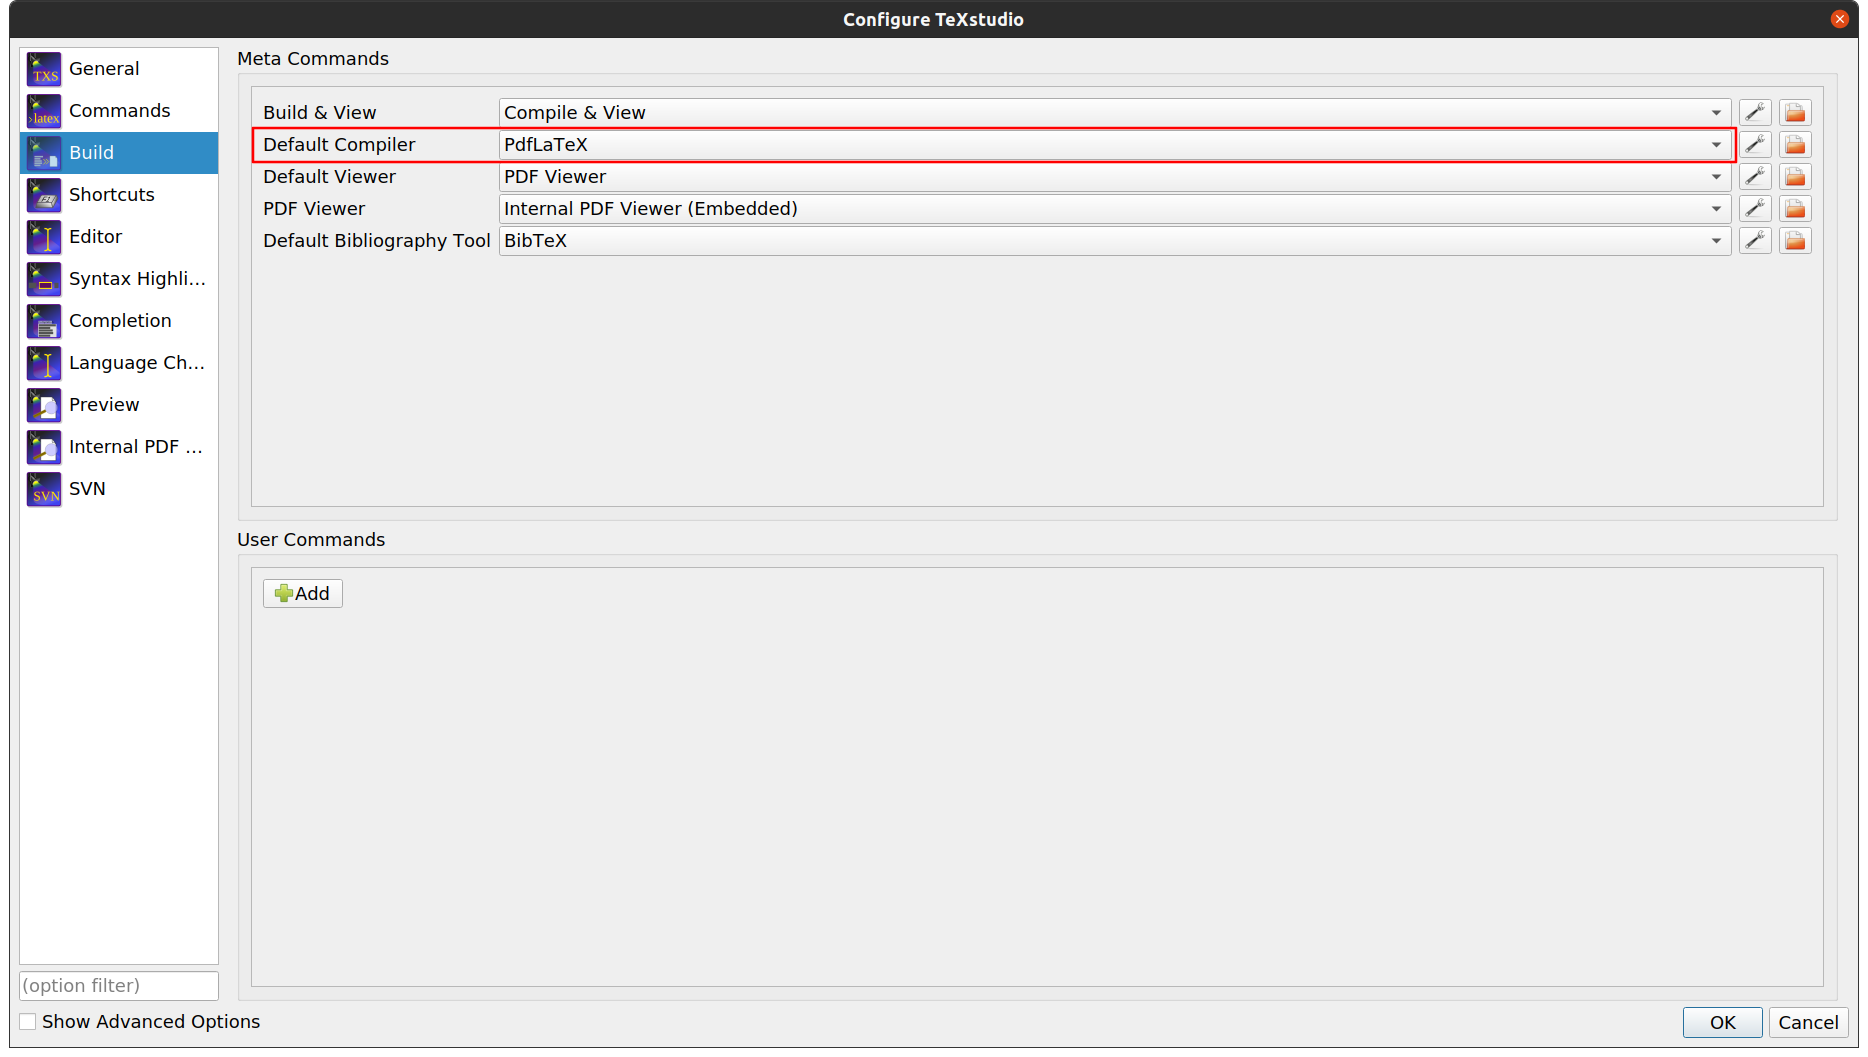 Configure TeXstudio
TXS General
›latex Commands
Build
Shortcuts
Editor
Syntax Highli...
Completion
Language Ch...
Preview
Internal PDF ...
SVN SVN
(option filter)
Show Advanced Options
Meta Commands
Build & View Compile & View
Default Compiler PdfLaTeX
Default Viewer PDF Viewer
PDF Viewer Internal PDF Viewer (Embedded)
Default Bibliography Tool BibTeX
User Commands
Add
OK Cancel